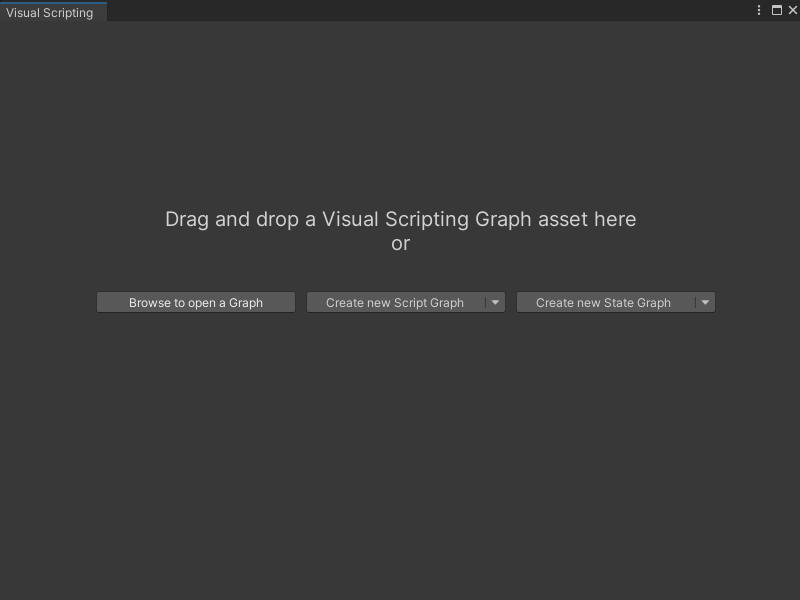 Visual Scripting
Drag and drop a Visual Scripting Graph asset here
or
Browse to open a Graph
Create new Script Graph
Create new State Graph